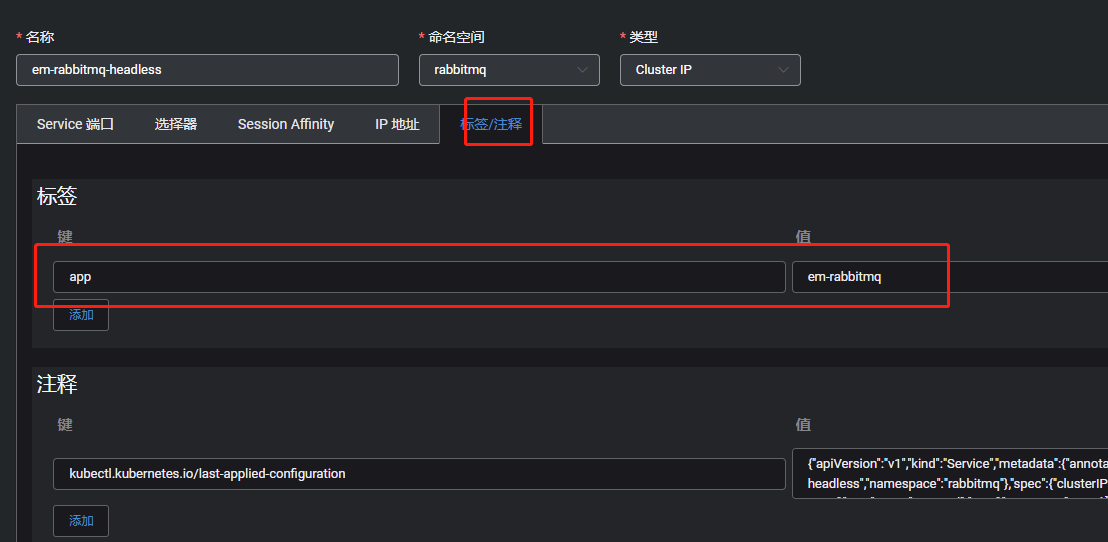 * 名称 * 命名空间 * 类型
em-rabbitmq-headless rabbitmq Cluster IP
Service 端口 选择器 Session Affinity IP 地址 标签/注释
标签
键 值
app em-rabbitmq
添加
注释
键 值
kubectl.kubernetes.io/last-applied-configuration
{"apiVersion":"v1","kind":"Service","metadata":{"annota
headless","namespace":"rabbitmq"},"spec":{"clusterIP
添加